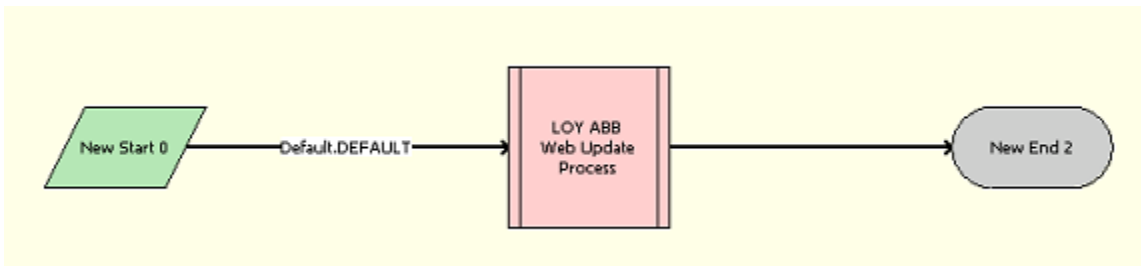 New Start 0
Default.DEFAULT
LOY ABB
Web Update
Process
New End 2